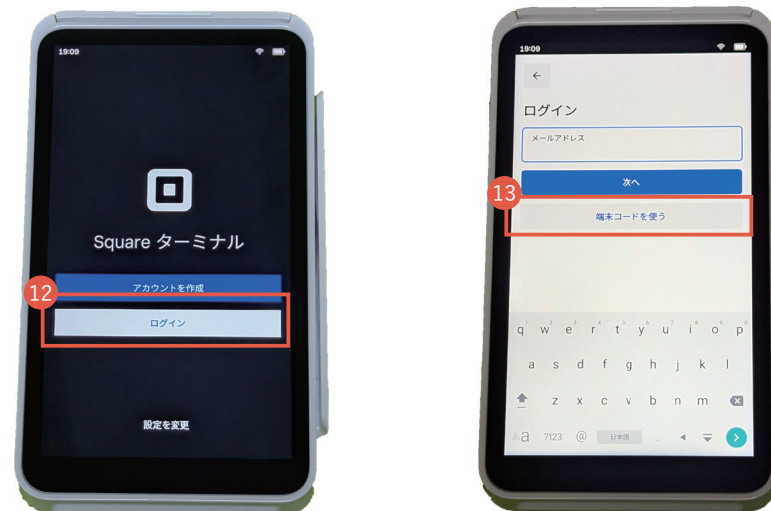 19:09
Square ターミナル
12
アカウントを作成
ログイン
設定を変更
19:09
ログイン
メールアドレス
次へ
13
端末コードを使う
q w e r t y u i o p
a s d f g h j k l
z x c v b n m
あa ?123 @ 日本語 .